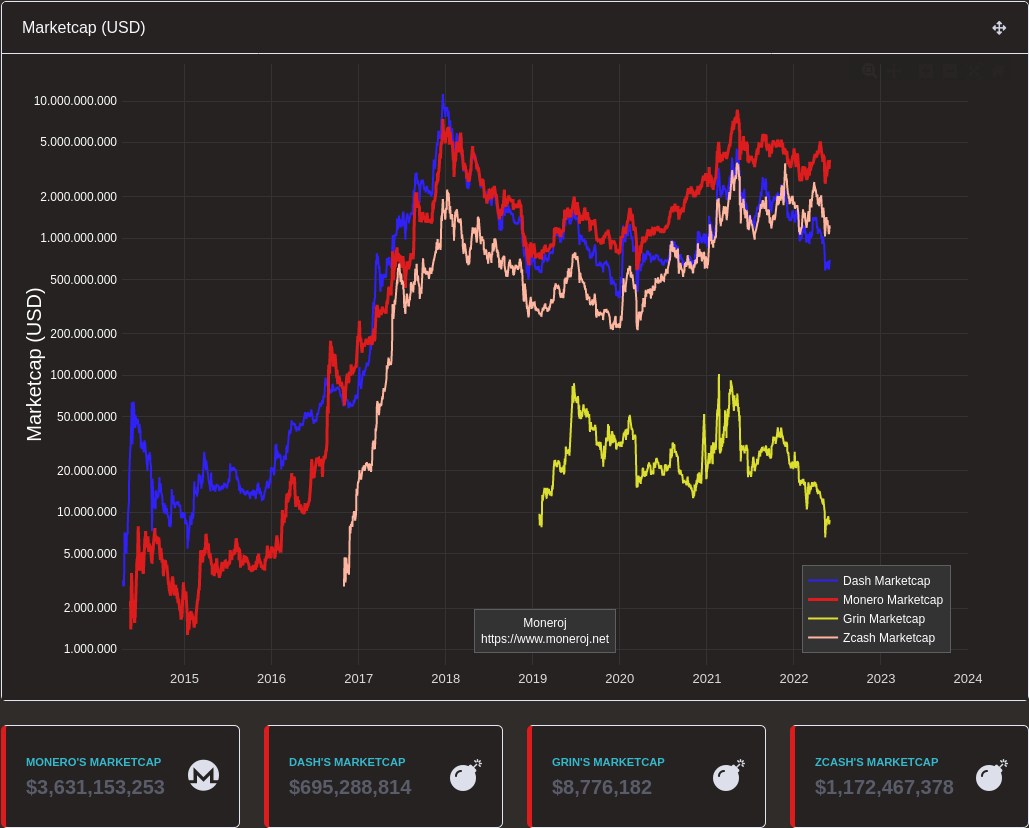 Marketcap (USD)
10.000.000.000
5.000.000.000
2.000.000.000
1.000.000.000
500.000.000
200.000.000
100.000.000
50.000.000
20.000.000
10.000.000
5.000.000
2.000.000
1.000.000
Marketcap (USD)
2015 2016 2017 2018 2019 2020 2021 2022 2023 2024
Moneroj
https://www.moneroj.net
Dash Marketcap
Monero Marketcap
Grin Marketcap
Zcash Marketcap
MONERO'S MARKETCAP
$3,631,153,253
DASH'S MARKETCAP
$695,288,814
GRIN'S MARKETCAP
$8,776,182
ZCASH'S MARKETCAP
$1,172,467,378